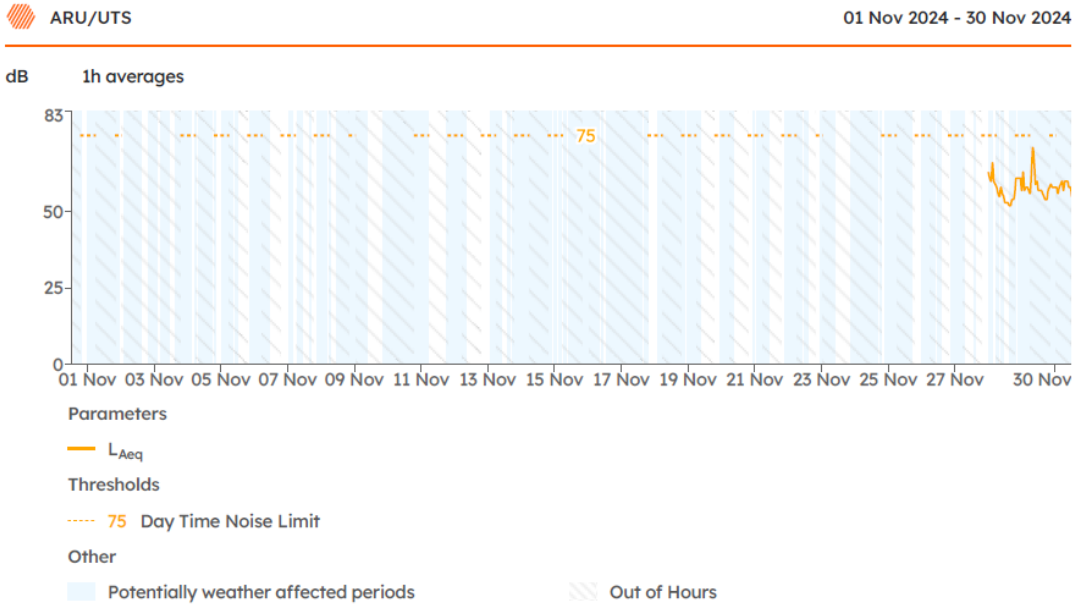 ARU/UTS 01 Nov 2024 - 30 Nov 2024
dB 1h averages
83
75
50
25
0
01 Nov 03 Nov 05 Nov 07 Nov 09 Nov 11 Nov 13 Nov 15 Nov 17 Nov 19 Nov 21 Nov 23 Nov 25 Nov 27 Nov 30 Nov
Parameters
LAeq
Thresholds
75 Day Time Noise Limit
Other
Potentially weather affected periods Out of Hours